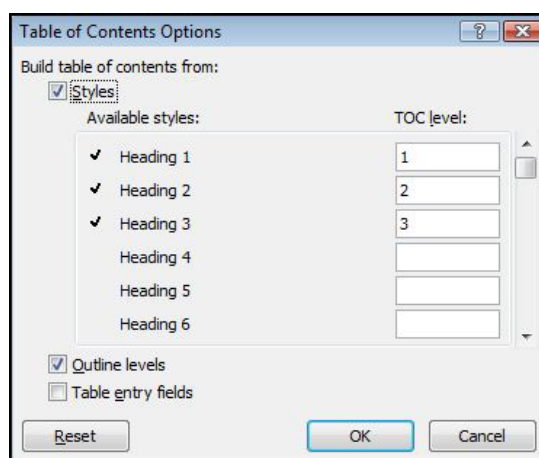 Table of Contents Options
Build table of contents from:
Styles
Available styles: TOC level:
Heading 1 1
Heading 2 2
Heading 3 3
Heading 4
Heading 5
Heading 6
Outline levels
Table entry fields
Reset OK Cancel